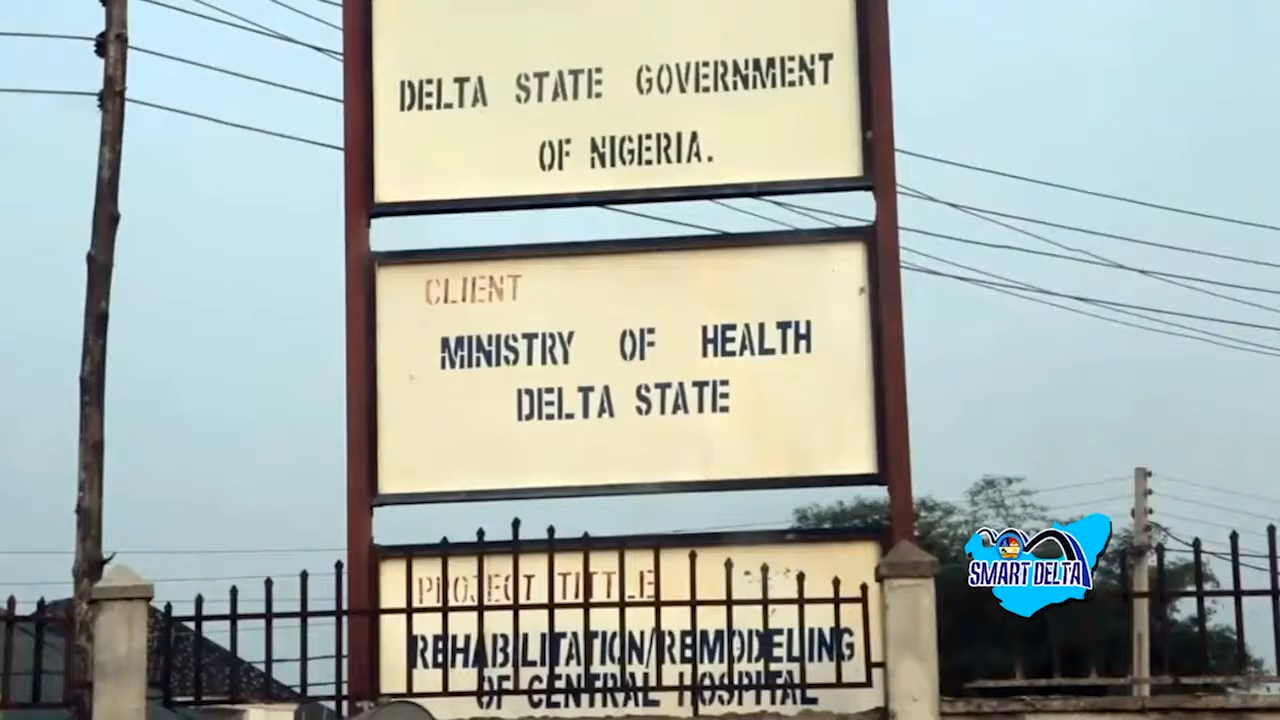 DELTA STATE GOVERNMENT
OF NIGERIA.
CLIENT
MINISTRY OF HEALTH
DELTA STATE
PROJECT TITTLE
REHABILITATION/REMODELING
OF CENTRAL HOSPITAL
SMART DELTA